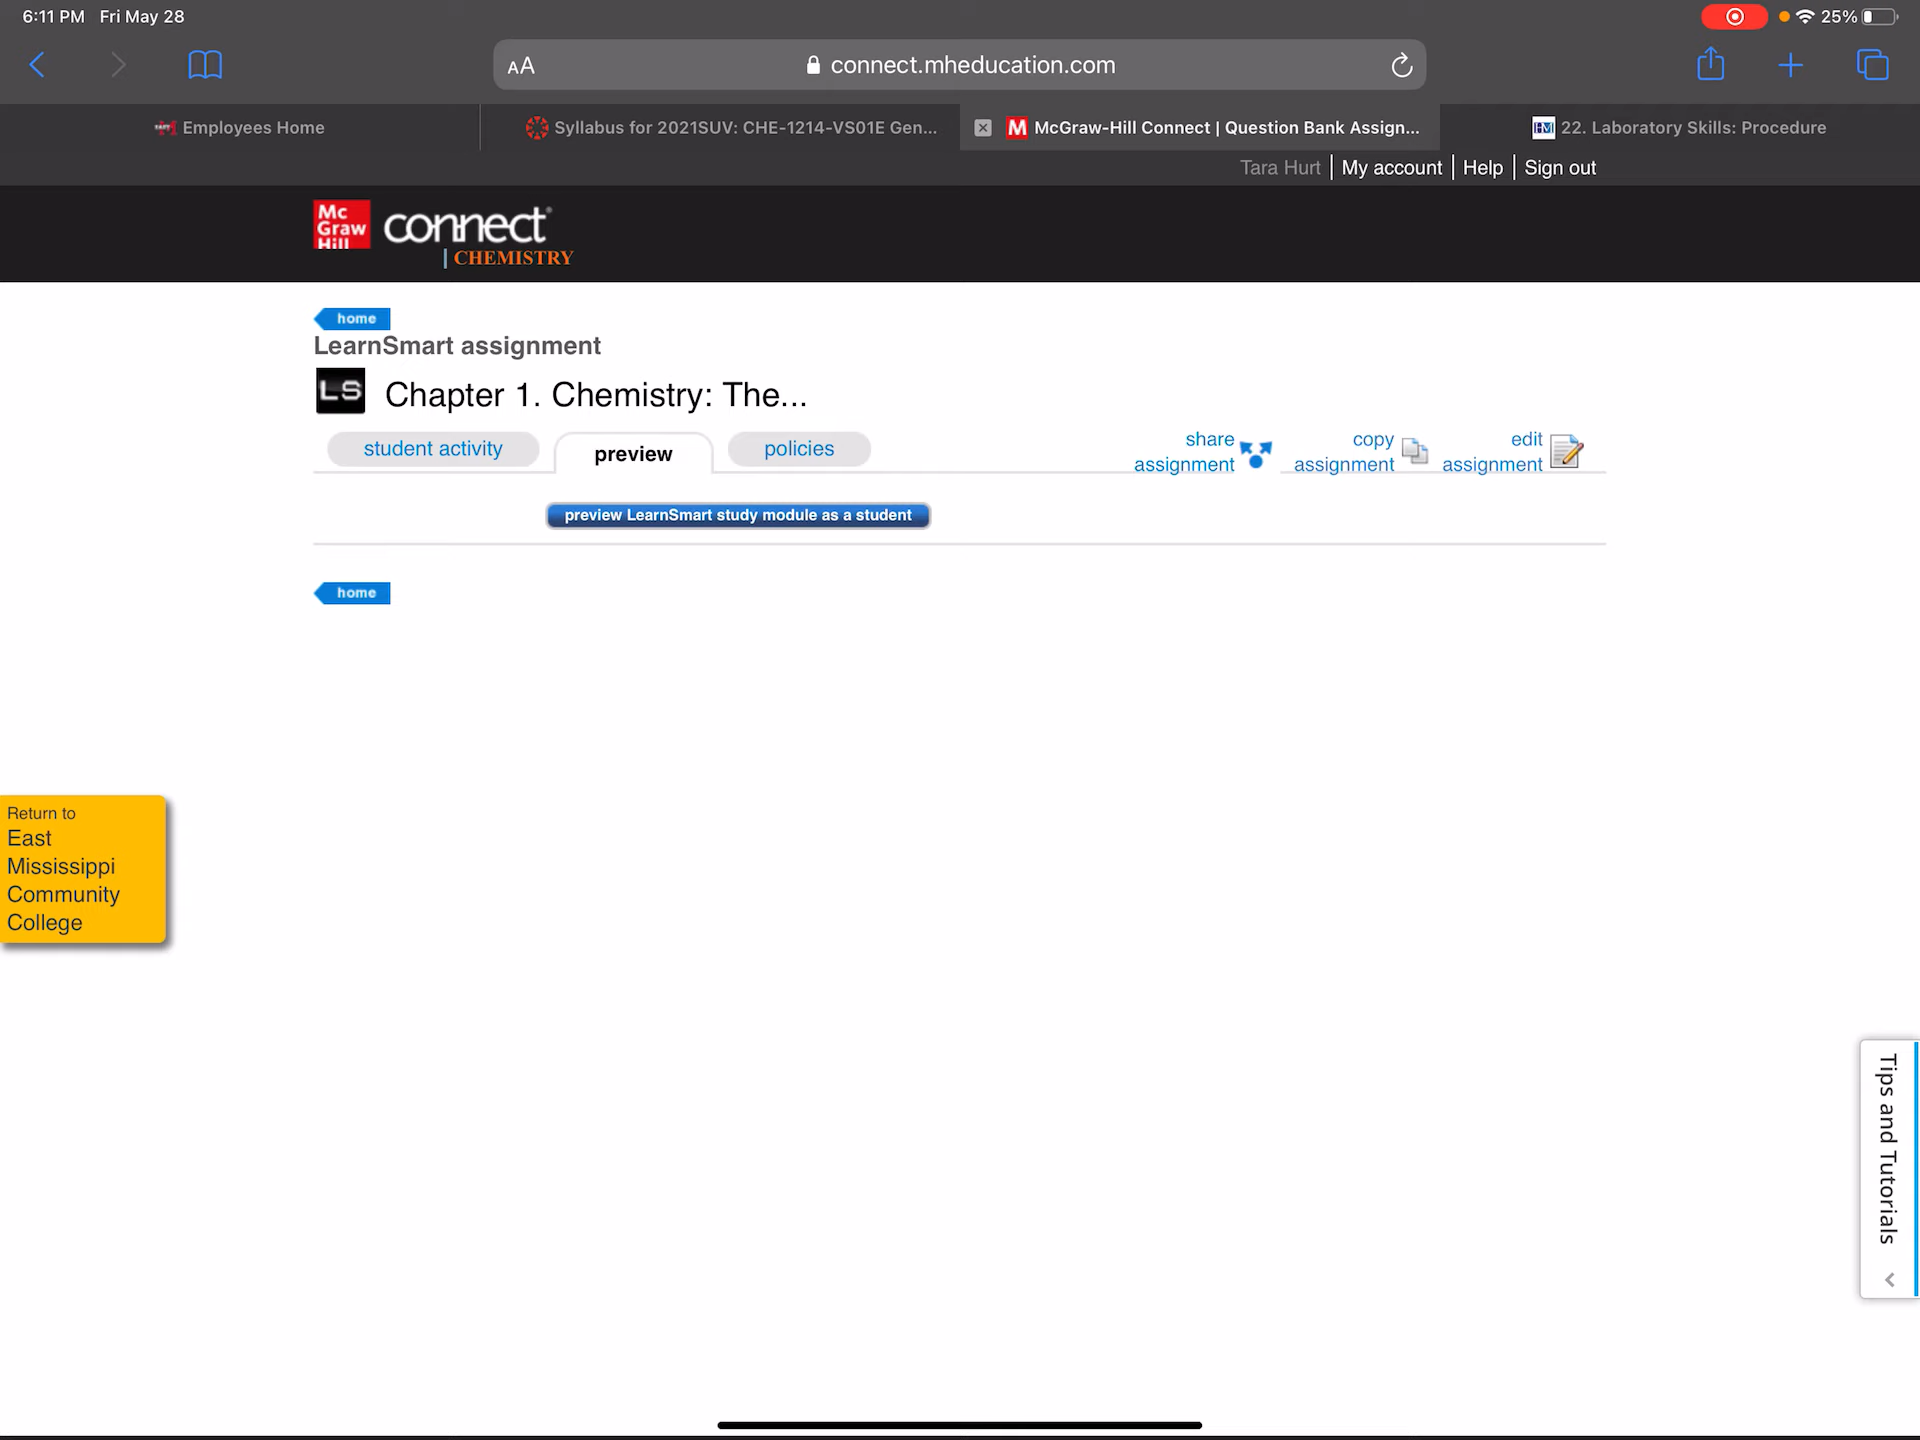 6:11 PM Fri May 28
25%
AA
connect.mheducation.com
Employees Home
Syllabus for 2021SUV: CHE-1214-VS01E Gen...
M McGraw-Hill Connect | Question Bank Assign...
HM 22. Laboratory Skills: Procedure
Tara Hurt | My account | Help | Sign out
Mc
Graw
Hill
connect
| CHEMISTRY
home
LearnSmart assignment
LS Chapter 1. Chemistry: The...
student activity
preview
policies
share
assignment
copy
assignment
edit
assignment
preview LearnSmart study module as a student
home
Return to
East
Mississippi
Community
College
Tips and Tutorials